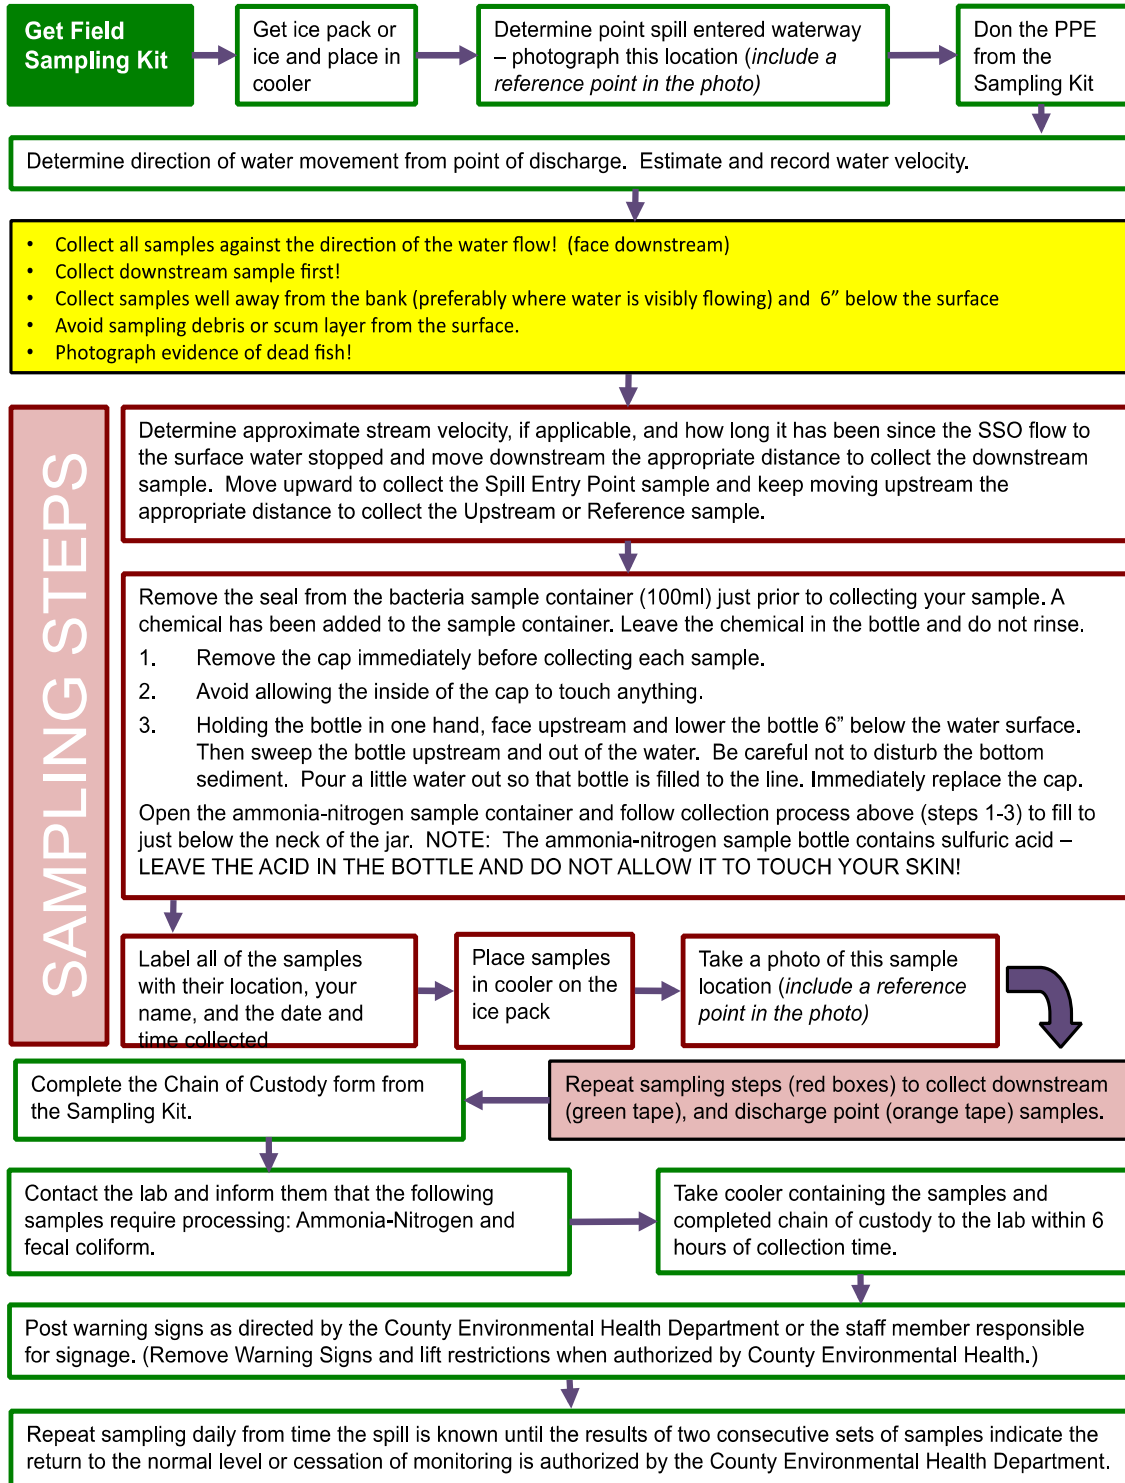 Get Field
Sampling Kit
Get ice pack or
ice and place in
cooler
Determine point spill entered waterway
– photograph this location (include a
reference point in the photo)
Don the PPE
from the
Sampling Kit
Determine direction of water movement from point of discharge.  Estimate and record water velocity.
• Collect all samples against the direction of the water flow!  (face downstream)
• Collect downstream sample first!
• Collect samples well away from the bank (preferably where water is visibly flowing) and  6” below the surface
• Avoid sampling debris or scum layer from the surface.
• Photograph evidence of dead fish!
SAMPLING STEPS
Determine approximate stream velocity, if applicable, and how long it has been since the SSO flow to
the surface water stopped and move downstream the appropriate distance to collect the downstream
sample.  Move upward to collect the Spill Entry Point sample and keep moving upstream the
appropriate distance to collect the Upstream or Reference sample.
Remove the seal from the bacteria sample container (100ml) just prior to collecting your sample. A
chemical has been added to the sample container. Leave the chemical in the bottle and do not rinse.
1. Remove the cap immediately before collecting each sample.
2. Avoid allowing the inside of the cap to touch anything.
3. Holding the bottle in one hand, face upstream and lower the bottle 6” below the water surface.
Then sweep the bottle upstream and out of the water.  Be careful not to disturb the bottom
sediment.  Pour a little water out so that bottle is filled to the line. Immediately replace the cap.
Open the ammonia-nitrogen sample container and follow collection process above (steps 1-3) to fill to
just below the neck of the jar.  NOTE:  The ammonia-nitrogen sample bottle contains sulfuric acid –
LEAVE THE ACID IN THE BOTTLE AND DO NOT ALLOW IT TO TOUCH YOUR SKIN!
Label all of the samples
with their location, your
name, and the date and
time collected
Place samples
in cooler on the
ice pack
Take a photo of this sample
location (include a reference
point in the photo)
Repeat sampling steps (red boxes) to collect downstream
(green tape), and discharge point (orange tape) samples.
Complete the Chain of Custody form from
the Sampling Kit.
Contact the lab and inform them that the following
samples require processing: Ammonia-Nitrogen and
fecal coliform.
Take cooler containing the samples and
completed chain of custody to the lab within 6
hours of collection time.
Post warning signs as directed by the County Environmental Health Department or the staff member responsible
for signage. (Remove Warning Signs and lift restrictions when authorized by County Environmental Health.)
Repeat sampling daily from time the spill is known until the results of two consecutive sets of samples indicate the
return to the normal level or cessation of monitoring is authorized by the County Environmental Health Department.